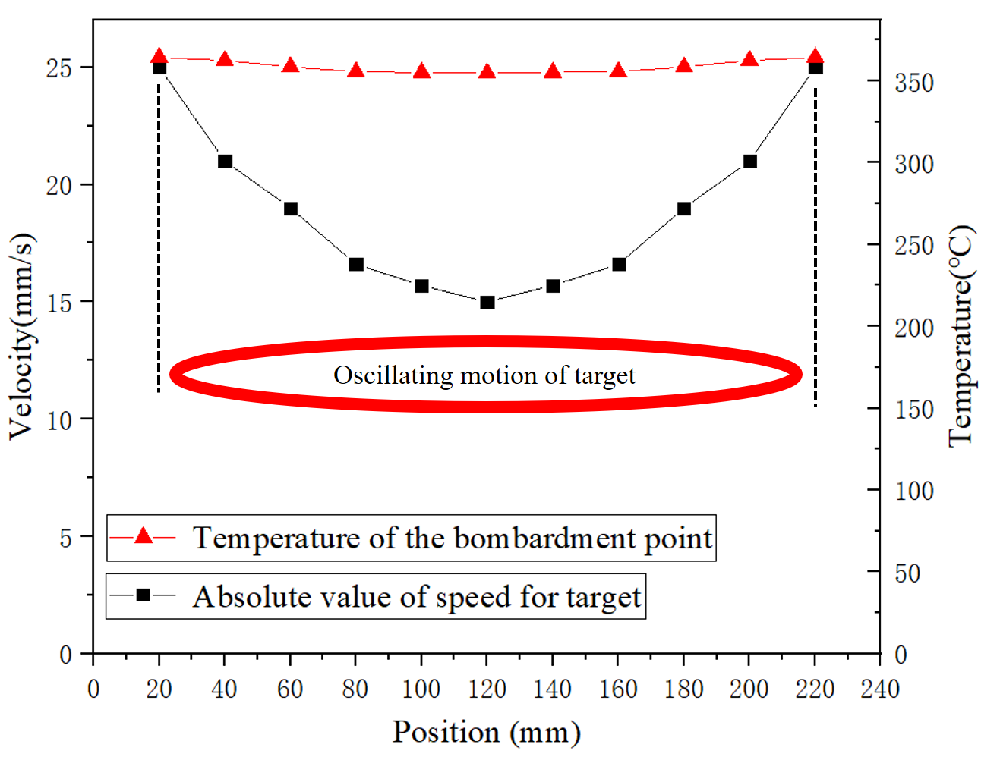 25
20
15
10
5
0
Velocity(mm/s)
350
300
250
200
150
100
50
0
Temperature(°C)
Oscillating motion of target
Temperature of the bombardment point
Absolute value of speed for target
0 20 40 60 80 100 120 140 160 180 200 220 240
Position (mm)